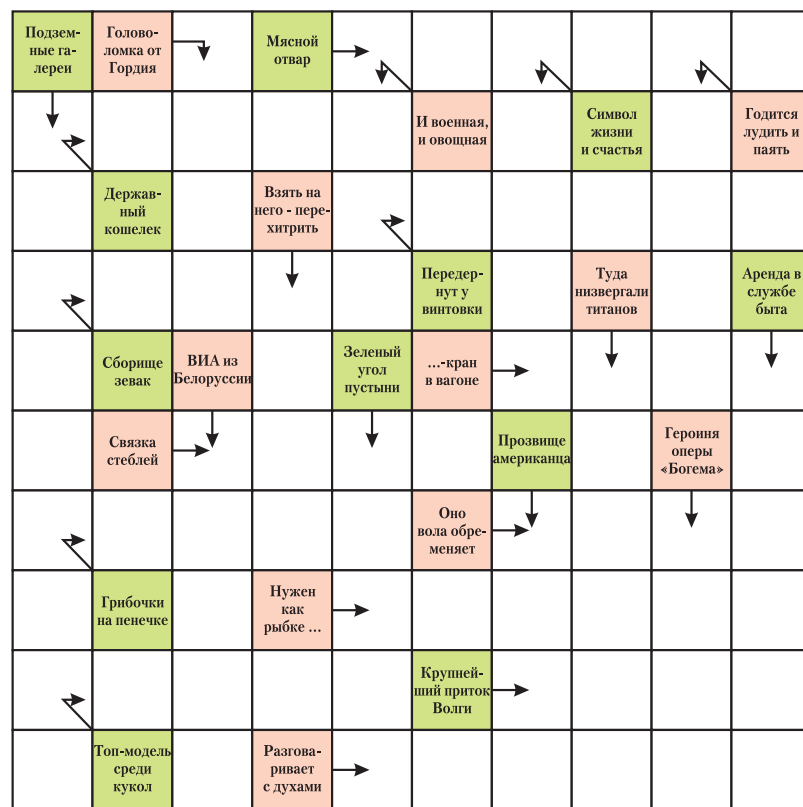 Подзем-
ные га-
лереи
Голово-
ломка от
Гордия
Мясной
отвар
И военная,
и овощная
Символ
жизни
и счастья
Годится
лудить и
паять
Держав-
ный
кошелек
Взять на
него - пере-
хитрить
Передер-
нут у
винтовки
Туда
низвергали
титанов
Аренда в
службе
быта
Сборище
зевак
ВИА из
Белоруссии
Зеленый
угол
пустыни
...-кран
в вагоне
Связка
стеблей
Прозвище
американца
Героиня
оперы
«Богема»
Оно
вола обре-
меняет
Грибочки
на пенечке
Нужен
как
рыбке ...
Крупней-
ший приток
Волги
Топ-модель
среди
кукол
Разгова-
ривает
с духами